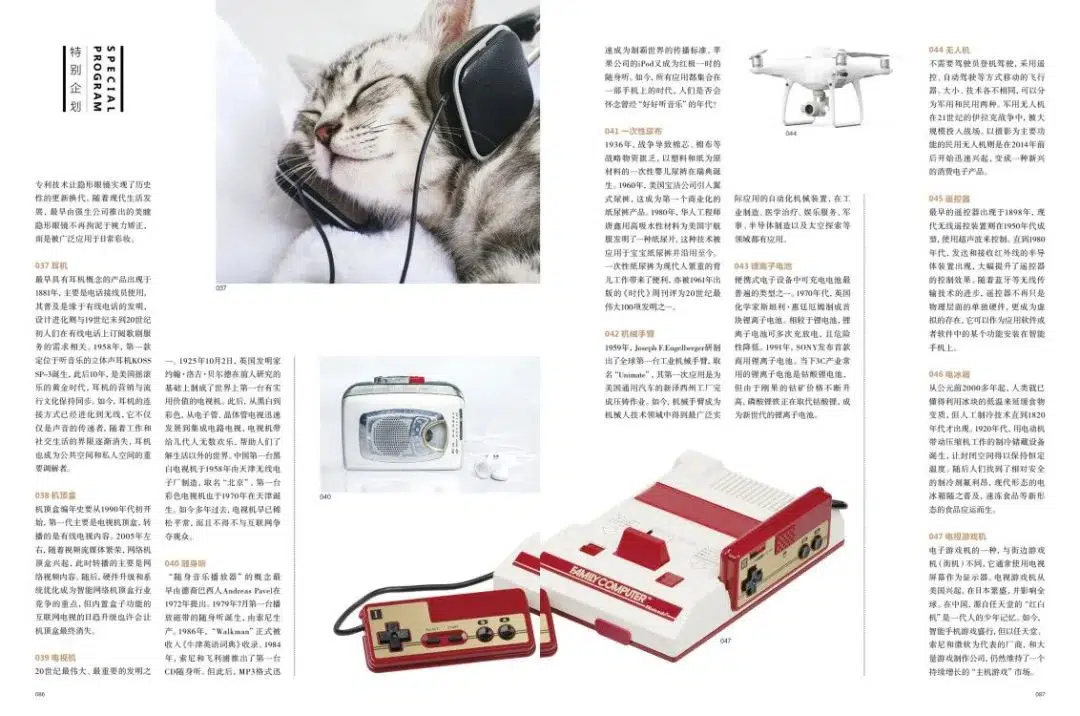 SPECIAL
PROGRAM
特别企划
专利技术让隐形眼镜实现了历史
性的更新换代。随着现代生活发
展，最早由强生公司推出的美瞳
隐形眼镜不再拘泥于视力矫正，
而是被广泛应用于日常彩妆。
037 耳机
最早具有耳机概念的产品出现于
1881年，主要是电话接线员使用，
其普及是缘于有线电话的发明，
设计进化则与19世纪末到20世纪
初人们在有线电话上订阅歌剧服
务的需求相关。1958年，第一款
定位于听音乐的立体声耳机KOSS
SP-3诞生，此后10年，是美国摇滚
乐的黄金时代，耳机的营销与流
行文化保持同步。如今，耳机的连
接方式已经进化到无线，它不仅
仅是声音的传递者，随着工作和
社交生活的界限逐渐消失，耳机
也成为公共空间和私人空间的重
要调解者。
038 机顶盒
机顶盒编年史要从1990年代初开
始，第一代主要是电视机顶盒，转
播的是有线电视内容。2005年左
右，随着视频流媒体繁荣，网络机
顶盒兴起，此时转播的主要是网
络视频内容。随后，硬件升级和系
统优化成为智能网络机顶盒行业
竞争的重点，但内置盒子功能的
互联网电视的日趋升级也许会让
机顶盒最终消失。
039 电视机
20世纪最伟大、最重要的发明之
一。1925年10月2日，英国发明家
约翰·洛吉·贝尔德在前人研究的
基础上制成了世界上第一台有实
用价值的电视机。此后，从黑白到
彩色，从电子管、晶体管电视迅速
发展到集成电路电视，电视机带
给几代人无数欢乐，帮助人们了
解生活以外的世界。中国第一台
黑白电视机于1958年由天津无线电
子厂制造，取名“北京”，第一台
彩色电视机也于1970年在天津诞
生。如今多年过去，电视机早已稀
松平常，而且不得不与互联网争
夺观众。
040 随身听
“随身音乐播放器”的概念最
早由德裔巴西人Andreas Pavel在
1972年提出。1979年7月第一台播
放磁带的随身听诞生，由索尼生
产。1986年，“Walkman”正式被
收入《牛津英语词典》收录。1984
年，索尼和飞利浦推出了第一台
CD随身听。但此后，MP3格式迅
037
040
086
速成为制霸世界的传播标准，苹
果公司的iPod又成为红极一时的
随身听。如今，所有应用都集合在
一部手机上的时代，人们是否会
怀念曾经“好好听音乐”的年代？
041 一次性尿布
1936年，战争导致棉芯、棉布等
战略物资匮乏，以塑料和纸为原
材料的一次性婴儿尿裤在瑞典诞
生。1960年，美国宝洁公司引入翼
式尿裤，这成为第一个商业化的
纸尿裤产品。1980年，华人工程师
唐鑫用高吸水性材料为美国宇航
服发明了一种纸尿片，这种技术被
应用于宝宝纸尿裤并沿用至今。
一次性纸尿裤为现代人繁重的育
儿工作带来了便利，亦被1961年出
版的《时代》周刊评为20世纪最
伟大100项发明之一。
042 机械手臂
1959年，Joseph F.Engelberger研制
出了全球第一台工业机械手臂，取
名“Unimate”，其第一次应用是为
美国通用汽车的新泽西州工厂完
成压铸作业。如今，机械手臂成为
机械人技术领域中得到最广泛实
际应用的自动化机械装置，在工
业制造、医学治疗、娱乐服务、军
事、半导体制造以及太空探索等
领域都有应用。
043 锂离子电池
便携式电子设备中可充电电池最
普遍的类型之一。1970年代，英国
化学家斯坦利·惠廷厄姆制成首
块锂离子电池。相较于锂电池，锂
离子电池可多次充放电，且危险
性降低。1991年，SONY发布首款
商用锂离子电池。当下3C产业常
用的锂离子电池是钴酸锂电池，
但由于刚果的钴矿价格不断升
高，磷酸锂铁正在取代钴酸锂，成
为新世代的锂离子电池。
044
047
FAMILY COMPUTER
Nintendo
044 无人机
不需要驾驶员登机驾驶，采用遥
控、自动驾驶等方式移动的飞行
器。大小、技术各不相同，可以分
为军用和民用两种。军用无人机
在21世纪的伊拉克战争中，被大
规模投入战场。以摄影为主要功
能的民用无人机则是在2014年前
后开始迅速兴起，变成一种新兴
的消费电子产品。
045 遥控器
最早的遥控器出现于1898年，现
代无线遥控装置则在1950年代成
型，使用超声波来控制。直到1980
年代，发送和接收红外线的半导
体装置出现，大幅提升了遥控器
的控制效果。随着蓝牙等无线传
输技术的进步，遥控器不再只是
物理层面的单独硬件，更成为虚
拟的存在。它可以作为应用软件或
者软件中的某个功能安装在智能
手机上。
046 电冰箱
从公元前2000多年起，人类就已
懂得利用冰块的低温来延缓食物
变质，但人工制冷技术直到1820
年代才出现。1920年代，用电动机
带动压缩机工作的制冷储藏设备
诞生，让封闭空间得以保持恒定
温度。随后人们找到了相对安全
的制冷剂氟利昂，现代形态的电
冰箱随之普及，速冻食品等新形
态的食品应运而生。
047 电视游戏机
电子游戏机的一种，与街边游戏
机（街机）不同，它通常使用电视
屏幕作为显示器。电视游戏机从
美国兴起，在日本繁盛，并影响全
球。在中国，源自任天堂的“红白
机”是一代人的少年记忆。如今，
智能手机游戏盛行，但以任天堂、
索尼和微软为代表的厂商，和大
量游戏制作公司，仍然维持了一个
持续增长的“主机游戏”市场。
087